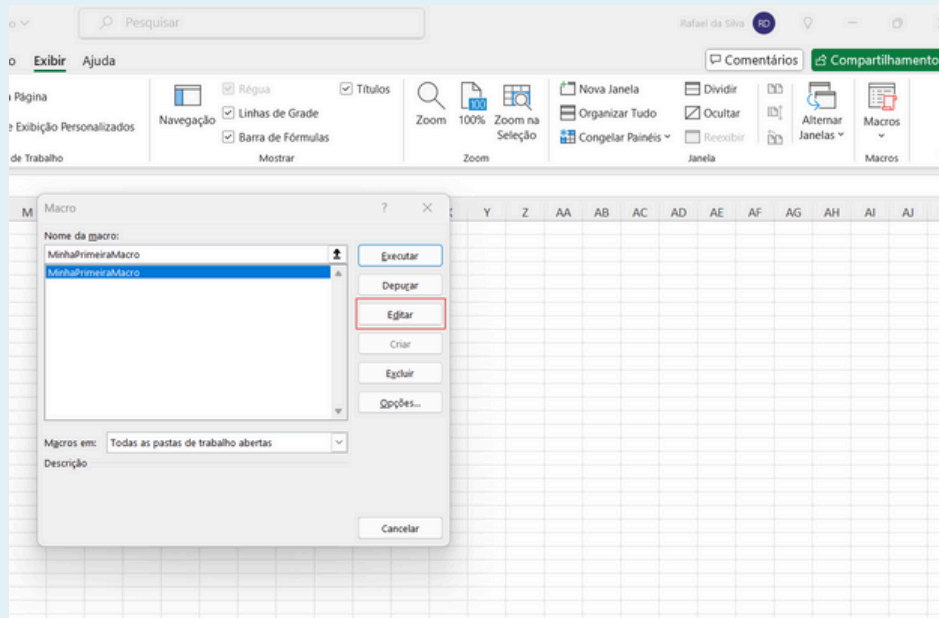 Pesquisar
Rafael da Silva
RD
Exibir
Ajuda
Comentários
Compartilhamento
Página
Exibição Personalizados
de Trabalho
Navegação
Régua
Linhas de Grade
Barra de Fórmulas
Títulos
Mostrar
Zoom
100
100%
Zoom na
Seleção
Zoom
Nova Janela
Organizar Tudo
Congelar Painéis
Dividir
Ocultar
Reexibir
Janela
Alternar
Janelas
Macros
Macros
M
Y Z AA AB AC AD AE AF AG AH AI AJ
Macro
?
Nome da macro:
MinhaPrimeiraMacro
MinhaPrimeiraMacro
Executar
Depurar
Editar
Criar
Excluir
Opções...
Macros em: Todas as pastas de trabalho abertas
Descrição
Cancelar